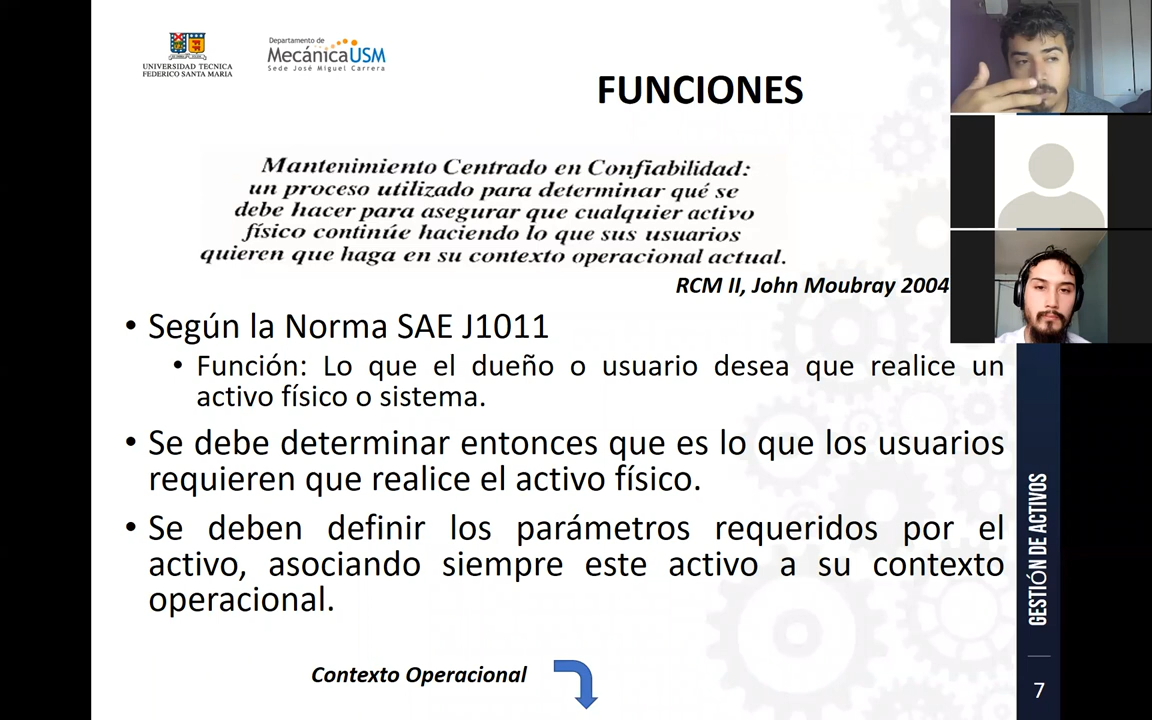 UNIVERSIDAD TECNICA
FEDERICO SANTA MARIA
Departamento de
MecánicaUSM
Sede José Miguel Carrera
FUNCIONES
Mantenimiento Centrado en Confiabilidad:
un proceso utilizado para determinar qué se
debe hacer para asegurar que cualquier activo
físico continúe haciendo lo que sus usuarios
quieren que haga en su contexto operacional actual.
RCM II, John Moubray 2004
• Según la Norma SAE J1011
• Función: Lo que el dueño o usuario desea que realice un
activo físico o sistema.
• Se debe determinar entonces que es lo que los usuarios
requieren que realice el activo físico.
• Se deben definir los parámetros requeridos por el
activo, asociando siempre este activo a su contexto
operacional.
Contexto Operacional
GESTIÓN DE ACTIVOS
7